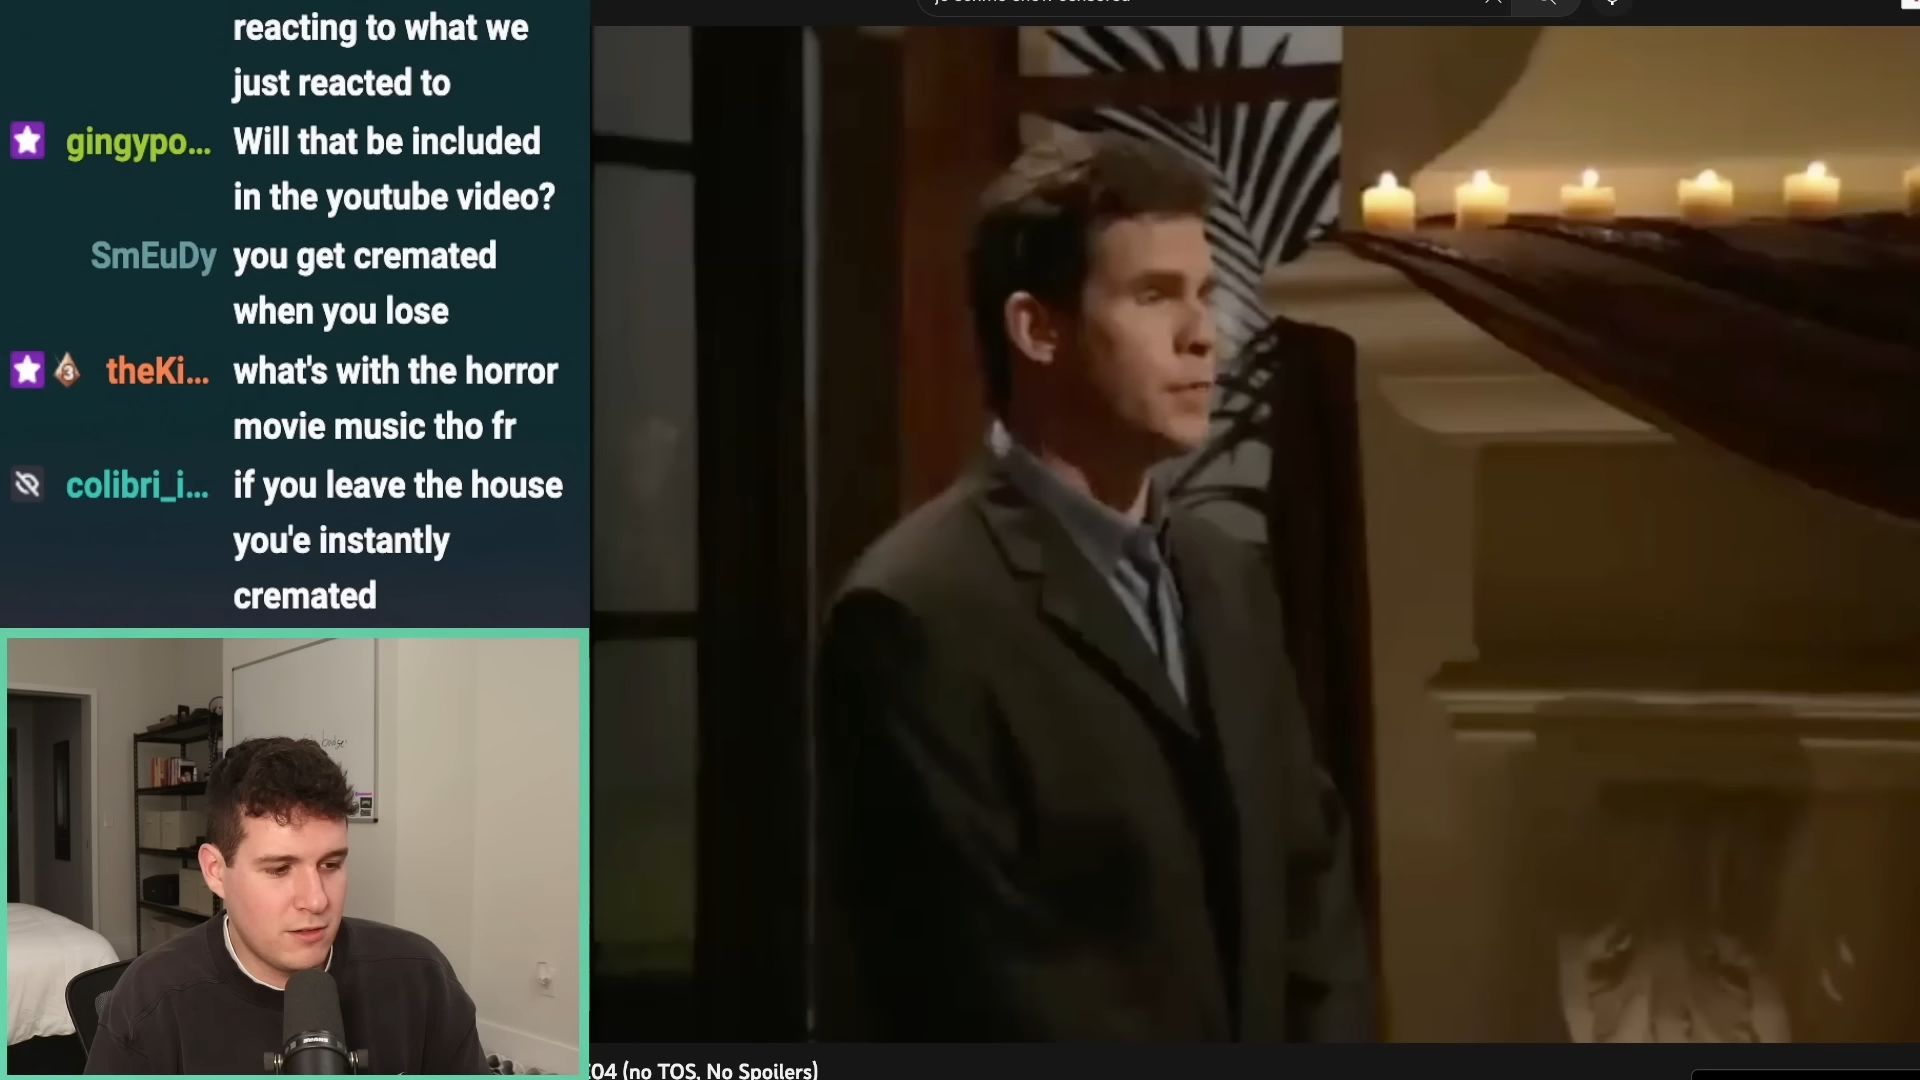 reacting to what we
just reacted to
gingypo... Will that be included
in the youtube video?
SmEuDy you get cremated
when you lose
theKi... what's with the horror
movie music tho fr
colibri_i... if you leave the house
you'e instantly
cremated
04 (no TOS, No Spoilers)